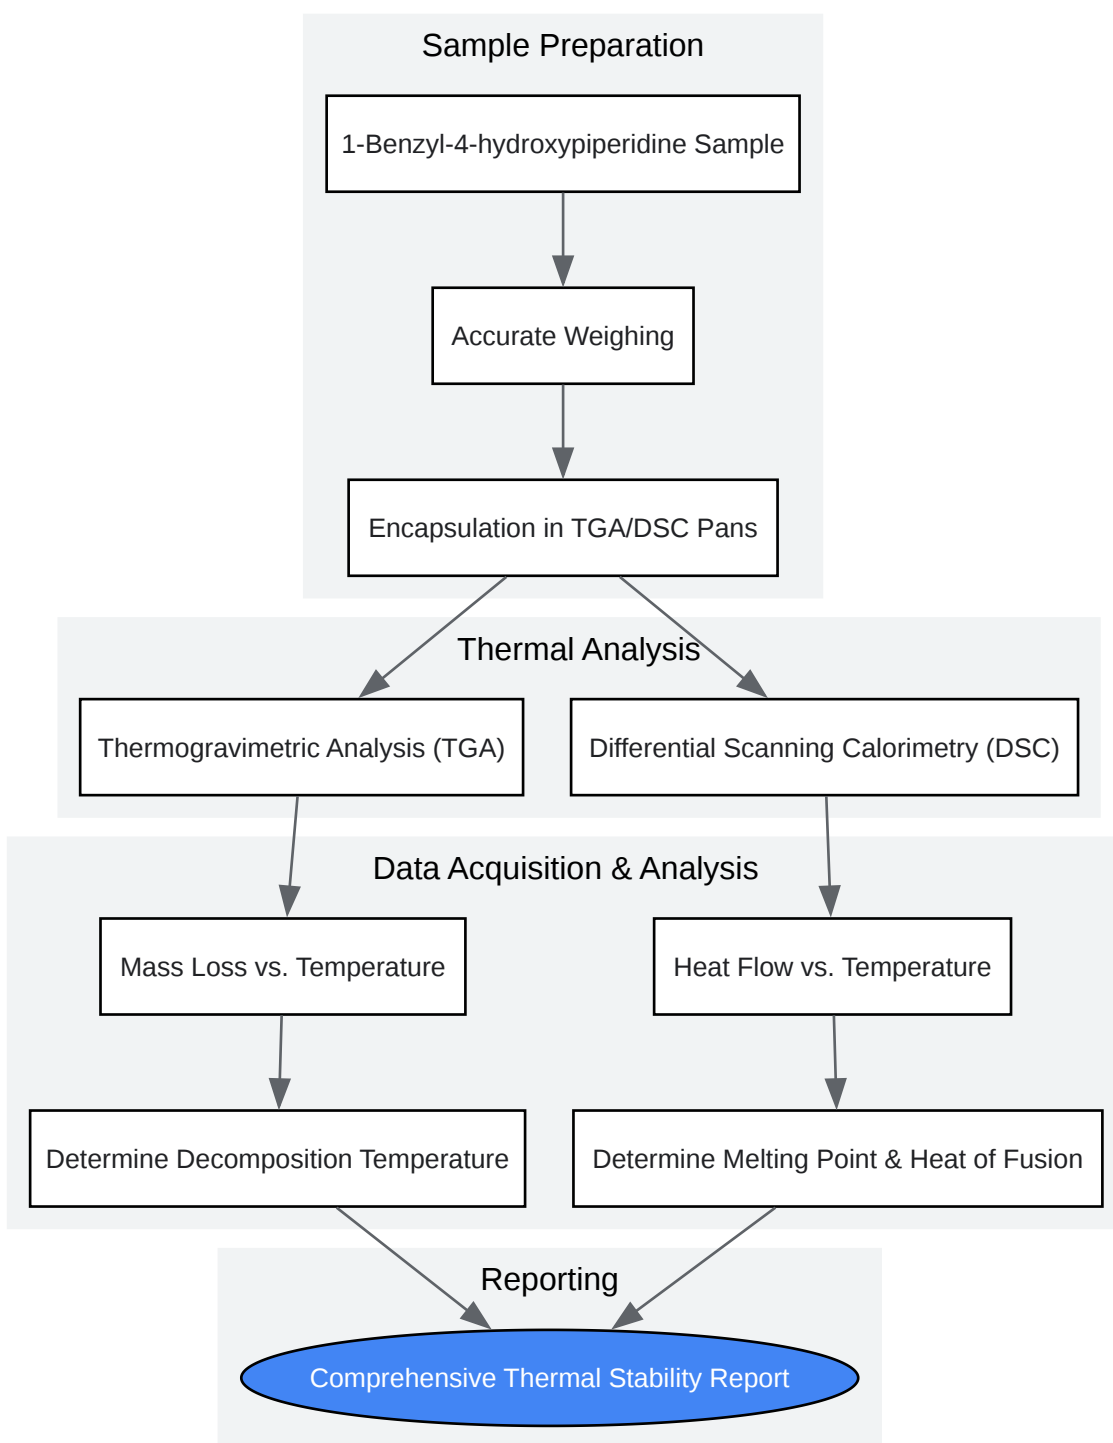 Sample Preparation
1-Benzyl-4-hydroxypiperidine Sample
Accurate Weighing
Encapsulation in TGA/DSC Pans
Thermal Analysis
Thermogravimetric Analysis (TGA)
Differential Scanning Calorimetry (DSC)
Data Acquisition & Analysis
Mass Loss vs. Temperature
Heat Flow vs. Temperature
Determine Decomposition Temperature
Determine Melting Point & Heat of Fusion
Reporting
Comprehensive Thermal Stability Report